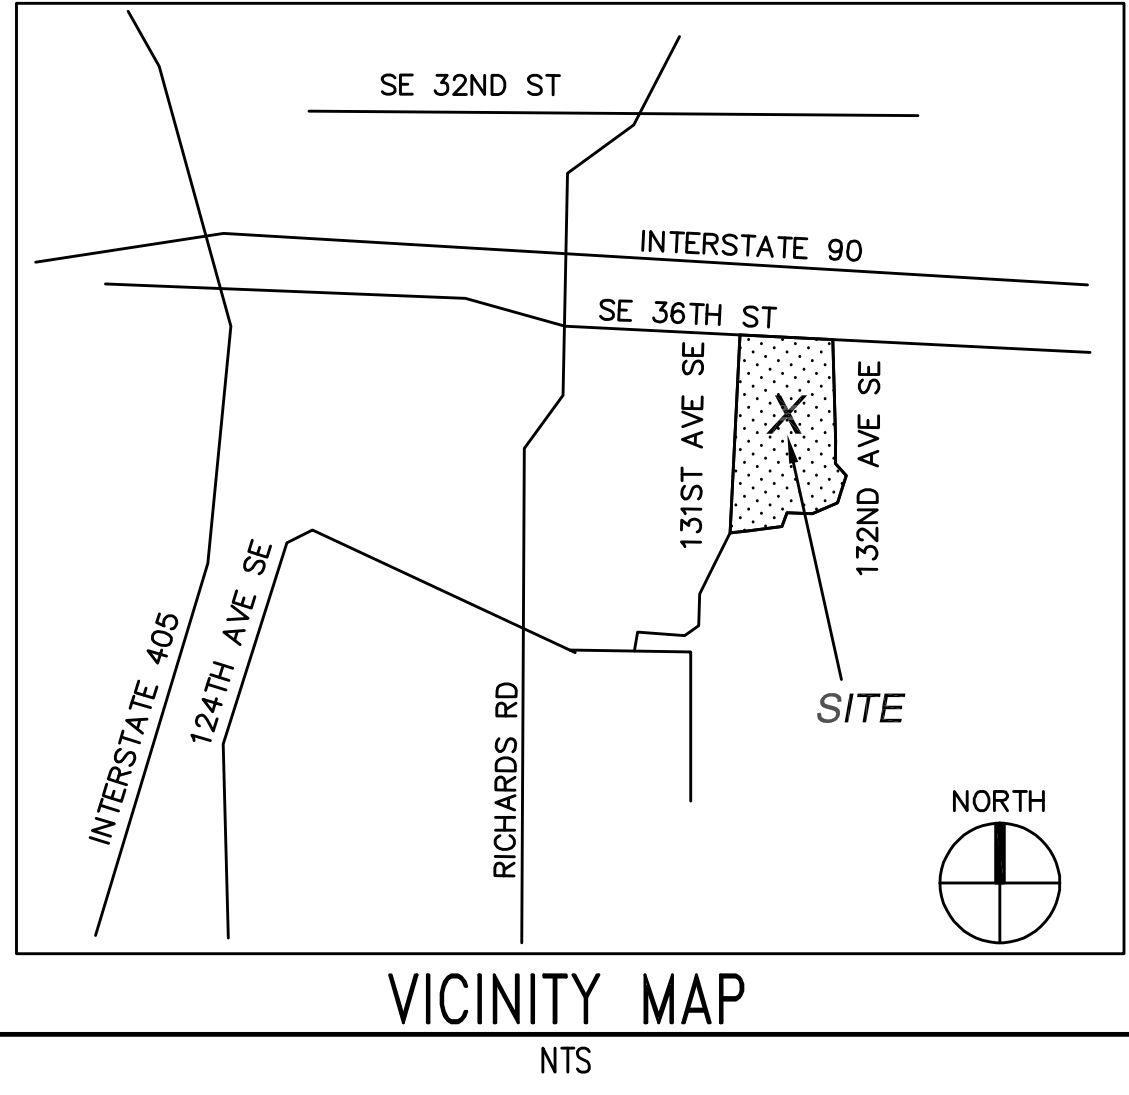 SE 32ND ST
INTERSTATE 90
SE 36TH ST
131ST AVE SE
X
132ND AVE SE
124TH AVE SE
INTERSTATE 405
RICHARDS RD
SITE
NORTH
VICINITY MAP
NTS